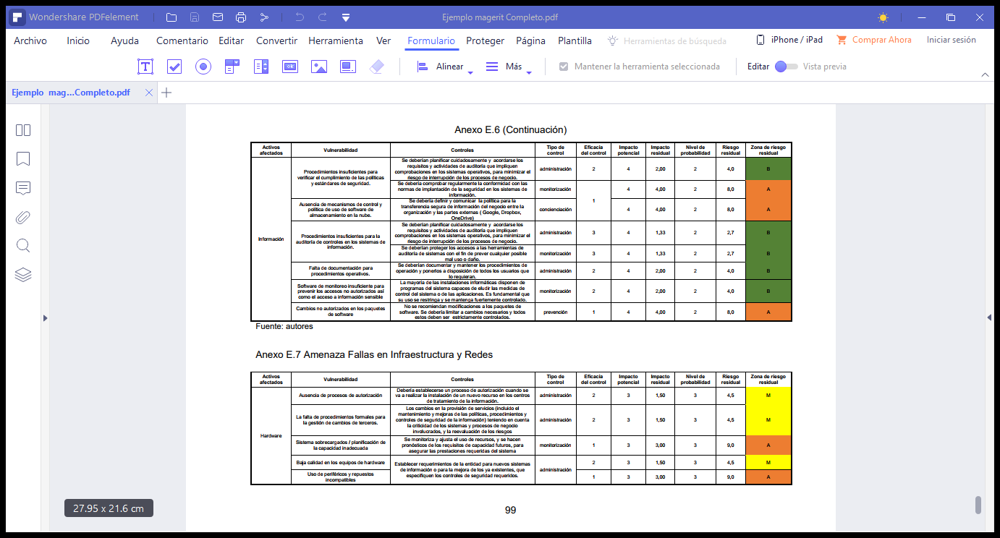 Wondershare PDFelement
Ejemplo magerit Completo.pdf
Archivo Inicio Ayuda Comentario Editar Convertir Herramienta Ver Formulario Proteger Página Plantilla Herramientas de búsqueda iPhone / iPad Comprar Ahora Iniciar sesión
T ok Alinear Más Mantener la herramienta seleccionada Editar Vista previa
Ejemplo mag...Completo.pdf
Anexo E.6 (Continuación)
Activos afectados Vulnerabilidad Controles Tipo de control Eficacia del control Impacto potencial Impacto residual Nivel de probabilidad Riesgo residual Zona de riesgo residual
Información
Procedimientos insuficientes para
verificar el cumplimiento de las políticas
y estándares de seguridad.
Se deberían planificar cuidadosamente y acordarse los
requisitos y actividades de auditoría que impliquen
comprobaciones en los sistemas operativos, para minimizar el
riesgo de interrupción de los procesos de negocio.
administración 2 4 2,00 2 4,0 B
Se debería comprobar regularmente la conformidad con las
normas de implantación de la seguridad en los sistemas de
información.
monitorización 1 4 4,00 2 8,0 A
Ausencia de mecanismos de control y
política de uso de software de
almacenamiento en la nube.
Se debería definir y comunicar la política para la
transferencia segura de información del negocio entre la
organización y las partes externas ( Google, Dropbox,
OneDrive)
concienciación 4 4,00 2 8,0 A
Procedimientos insuficientes para la
auditoría de controles en los sistemas de
información.
Se deberían planificar cuidadosamente y acordarse los
requisitos y actividades de auditoría que impliquen
comprobaciones en los sistemas operativos, para minimizar el
riesgo de interrupción de los procesos de negocio.
administración 3 4 1,33 2 2,7 B
Se deberían proteger los accesos a las herramientas de
auditoría de sistemas con el fin de prever cualquier posible
mal uso o daño.
monitorización 3 4 1,33 2 2,7 B
Falta de documentación para
procedimientos operativos.
Se deberían documentar y mantener los procedimientos de
operación y ponerlos a disposición de todos los usuarios que
lo requieran.
administración 2 4 2,00 2 4,0 B
Software de monitoreo insuficiente para
prevenir los accesos no autorizados así
como el acceso a información sensible
La mayoría de las instalaciones informáticas disponen de
programas del sistema capaces de eludir las medidas de
control del sistema o de las aplicaciones. Es fundamental que
su uso se restringa y se mantenga fuertemente controlado.
monitorización 2 4 2,00 2 4,0 B
Cambios no autorizados en los paquetes
de software
No se recomiendan modificaciones a los paquetes de
software. Se debería limitar a cambios necesarios y todos
estos deben ser estrictamente controlados.
prevención 1 4 4,00 2 8,0 A
Fuente: autores
Anexo E.7 Amenaza Fallas en Infraestructura y Redes
Activos afectados Vulnerabilidad Controles Tipo de control Eficacia del control Impacto potencial Impacto residual Nivel de probabilidad Riesgo residual Zona de riesgo residual
Hardware
Ausencia de procesos de autorización
Debería establecerse un proceso de autorización cuando se
va a realizar la instalación de un nuevo recurso en los centros
de tratamiento de la información.
administración 2 3 1,50 3 4,5 M
La falta de procedimientos formales para
la gestión de cambios de terceros.
Los cambios en la provisión de servicios (incluido el
mantenimiento y mejoras de las políticas, procedimientos y
controles de seguridad de la información) teniendo en cuenta
la criticidad de los sistemas y procesos de negocio
involucrados, y la reevaluación de los riesgos
administración 2 3 1,50 3 4,5 M
Sistema sobrecargados / planificación de
la capacidad inadecuada
Se monitoriza y ajusta el uso de recursos, y se hacen
pronósticos de los requisitos de capacidad futuros, para
asegurar las prestaciones requeridas del sistema
monitorización 1 3 3,00 3 9,0 A
Baja calidad en los equipos de hardware
Establecer requerimientos de la entidad para nuevos sistemas
de información o para la mejora de los ya existentes, que
especifiquen los controles de seguridad requeridos.
administración 2 3 1,50 3 4,5 M
Uso de periféricos y repuestos
incompatibles
1 3 3,00 3 9,0 A
27.95 x 21.6 cm
99